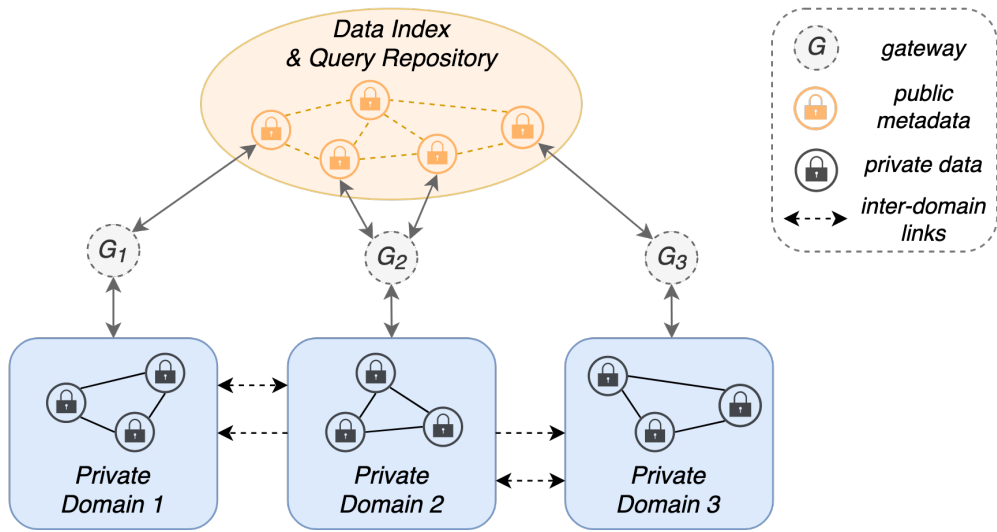 Data Index
& Query Repository
G1
G2
G3
Private
Domain 1
Private
Domain 2
Private
Domain 3
G
gateway
public
metadata
private data
inter-domain
links